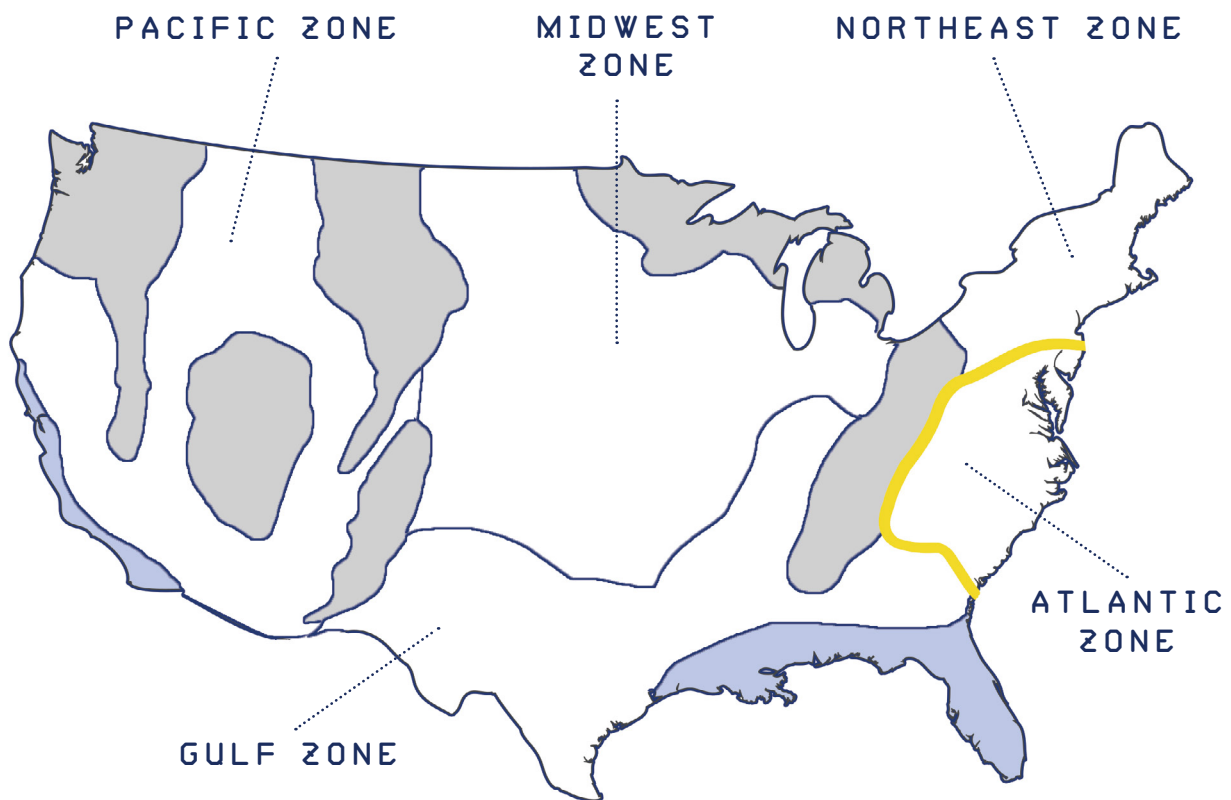 PACIFIC ZONE
MIDWEST
ZONE
NORTHEAST ZONE
ATLANTIC
ZONE
GULF ZONE